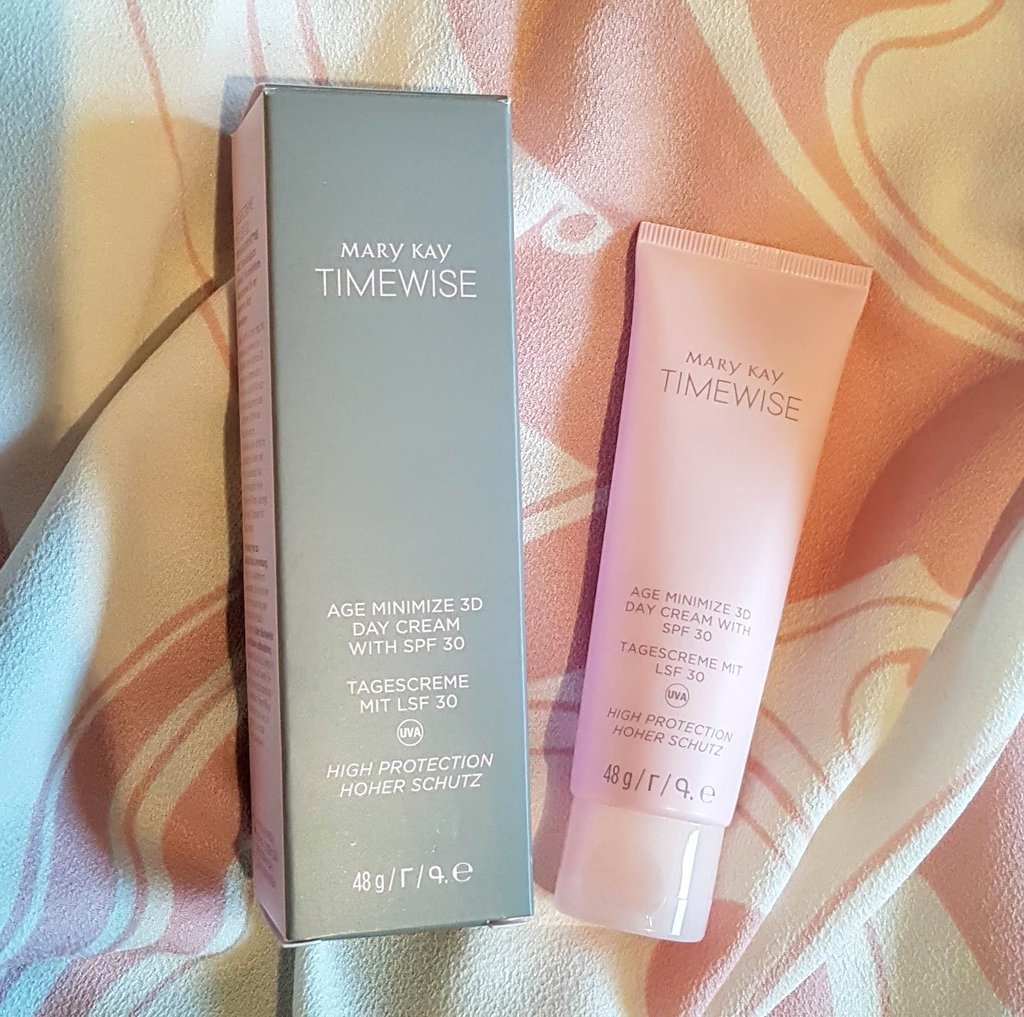 MARY KAY
TIMEWISE
AGE MINIMIZE 3D
DAY CREAM
WITH SPF 30
TAGESCREME
MIT LSF 30
UVA
HIGH PROTECTION
HOHER SCHUTZ
48 g/Г/Գ. ℮
MARY KAY
TIMEWISE
AGE MINIMIZE 3D
DAY CREAM WITH
SPF 30
TAGESCREME MIT
LSF 30
UVA
HIGH PROTECTION
HOHER SCHUTZ
48 g/Г/Գ. ℮